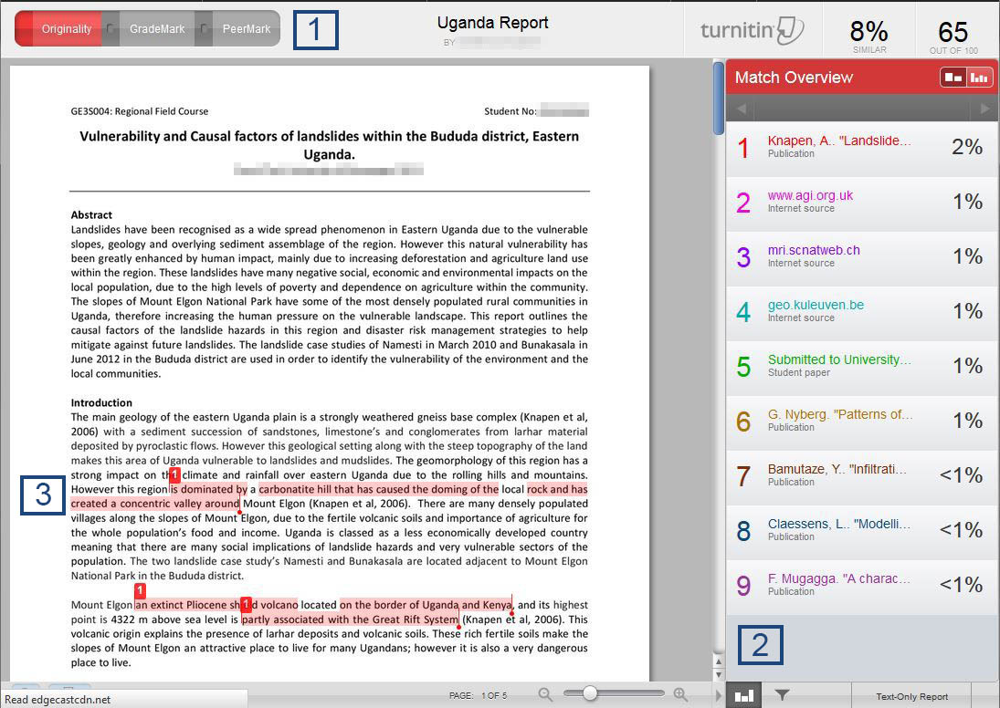 Originality
GradeMark
PeerMark
1
Uganda Report
BY
turnitin
8%
SIMILAR
65
OUT OF 100
GE3S004: Regional Field Course
Student No:
Vulnerability and Causal factors of landslides within the Bududa district, Eastern
Uganda.
Abstract
Landslides have been recognised as a wide spread phenomenon in Eastern Uganda due to the vulnerable
slopes, geology and overlying sediment assemblage of the region. However this natural vulnerability has
been greatly enhanced by human impact, mainly due to increasing deforestation and agriculture land use
within the region. These landslides have many negative social, economic and environmental impacts on the
local population, due to the high levels of poverty and dependence on agriculture within the community.
The slopes of Mount Elgon National Park have some of the most densely populated rural communities in
Uganda, therefore increasing the human pressure on the vulnerable landscape. This report outlines the
causal factors of the landslide hazards in this region and disaster risk management strategies to help
mitigate against future landslides. The landslide case studies of Namesti in March 2010 and Bunakasala in
June 2012 in the Bududa district are used in order to identify the vulnerability of the environment and the
local communities.
Introduction
The main geology of the eastern Uganda plain is a strongly weathered gneiss base complex (Knapen et al,
2006) with a sediment succession of sandstones, limestone's and conglomerates from larhar material
deposited by pyroclastic flows. However this geological setting along with the steep topography of the land
makes this area of Uganda vulnerable to landslides and mudslides. The geomorphology of this region has a
strong impact on the climate and rainfall over eastern Uganda due to the rolling hills and mountains.
1
However this region is dominated by a carbonatite hill that has caused the doming of the local rock and has
3
created a concentric valley around Mount Elgon (Knapen et al, 2006). There are many densely populated
villages along the slopes of Mount Elgon, due to the fertile volcanic soils and importance of agriculture for
the whole population's food and income. Uganda is classed as a less economically developed country
meaning that there are many social implications of landslide hazards and very vulnerable sectors of the
population. The two landslide case study's Namesti and Bunakasala are located adjacent to Mount Elgon
National Park in the Bududa district.
1
Mount Elgon an extinct Pliocene shield volcano located on the border of Uganda and Kenya, and its highest
1
point is 4322 m above sea level is partly associated with the Great Rift System (Knapen et al, 2006). This
volcanic origin explains the presence of larhar deposits and volcanic soils. These rich fertile soils make the
slopes of Mount Elgon an attractive place to live for many Ugandans; however it is also a very dangerous
place to live.
Match Overview
1
Knapen, A.. "Landslide...
Publication
2%
2
www.agi.org.uk
Internet source
1%
3
mri.scnatweb.ch
Internet source
1%
4
geo.kuleuven.be
Internet source
1%
5
Submitted to University...
Student paper
1%
6
G. Nyberg. "Patterns of...
Publication
1%
7
Bamutaze, Y.. "Infiltrati...
Publication
<1%
8
Claessens, L.. "Modelli...
Publication
<1%
9
F. Mugagga. "A charac...
Publication
<1%
2
Read edgecastcdn.net
PAGE: 1 OF 5
Text-Only Report